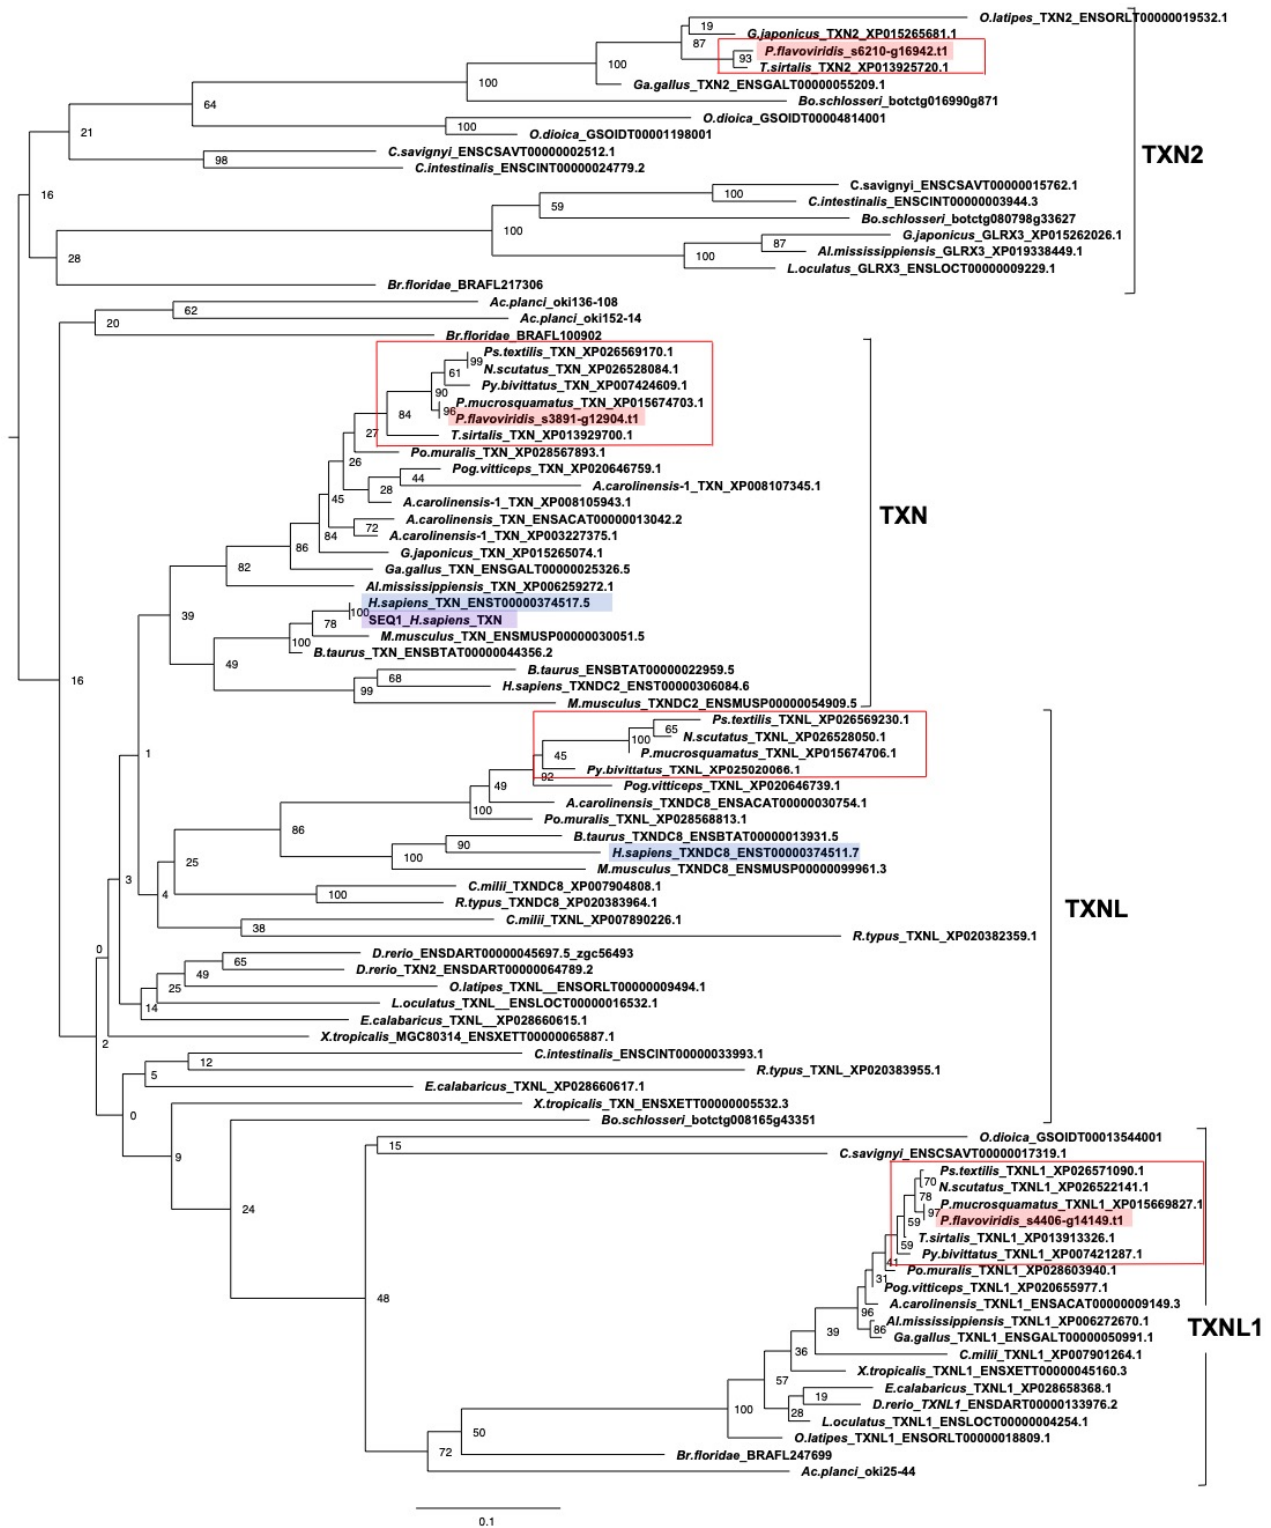 O.latipes_TXN2_ENSORLT00000019532.1
19
G.japonicus_TXN2_XP015265681.1
87
P.flavoviridis_s6210-g16942.t1
93
T.sirtalis_TXN2_XP013925720.1
100
Ga.gallus_TXN2_ENSGALT00000055209.1
100
Bo.schlosseri_botctg016990g871
64
O.dioica_GSOIDT00004814001
100
O.dioica_GSOIDT00001198001
21
C.savignyi_ENSCSAVT00000002512.1
98
C.intestinalis_ENSCINT00000024779.2
TXN2
16
C.savignyi_ENSCSAVT00000015762.1
100
C.intestinalis_ENSCINT00000003944.3
59
Bo.schlosseri_botctg080798g33627
100
G.japonicus_GLRX3_XP015262026.1
87
Al.mississippiensis_GLRX3_XP019338449.1
100
28
L.oculatus_GLRX3_ENSLOCT00000009229.1
Br.floridae_BRAFL217306
Ac.planci_oki136-108
62
Ac.planci_oki152-14
20
Br.floridae_BRAFL100902
Ps.textilis_TXN_XP026569170.1
99
N.scutatus_TXN_XP026528084.1
61
Py.bivittatus_TXN_XP007424609.1
90
P.mucrosquamatus_TXN_XP015674703.1
96
84
P.flavoviridis_s3891-g12904.t1
27
T.sirtalis_TXN_XP013929700.1
Po.muralis_TXN_XP028567893.1
26
Pog.vitticeps_TXN_XP020646759.1
44
A.carolinensis-1_TXN_XP008107345.1
28
45
A.carolinensis-1_TXN_XP008105943.1
TXN
A.carolinensis_TXN_ENSACAT00000013042.2
72
84
A.carolinensis-1_TXN_XP003227375.1
86
G.japonicus_TXN_XP015265074.1
82
Ga.gallus_TXN_ENSGALT00000025326.5
Al.mississippiensis_TXN_XP006259272.1
39
H.sapiens_TXN_ENST00000374517.5
100
SEQ1_H.sapiens_TXN
78
M.musculus_TXN_ENSMUSP00000030051.5
100
B.taurus_TXN_ENSBTAT00000044356.2
49
B.taurus_ENSBTAT00000022959.5
68
16
H.sapiens_TXNDC2_ENST00000306084.6
99
M.musculus_TXNDC2_ENSMUSP00000054909.5
Ps.textilis_TXNL_XP026569230.1
65
N.scutatus_TXNL_XP026528050.1
100
1
P.mucrosquamatus_TXNL_XP015674706.1
45
Py.bivittatus_TXNL_XP025020066.1
92
49
Pog.vitticeps_TXNL_XP020646739.1
A.carolinensis_TXNDC8_ENSACAT00000030754.1
100
Po.muralis_TXNL_XP028568813.1
86
B.taurus_TXNDC8_ENSBTAT00000013931.5
90
H.sapiens_TXNDC8_ENST00000374511.7
100
25
M.musculus_TXNDC8_ENSMUSP00000099961.3
3
C.milii_TXNDC8_XP007904808.1
4
100
R.typus_TXNDC8_XP020383964.1
TXNL
C.milii_TXNL_XP007890226.1
38
R.typus_TXNL_XP020382359.1
0
D.rerio_ENSDART00000045697.5_zgc56493
65
D.rerio_TXN2_ENSDART00000064789.2
49
O.latipes_TXNL__ENSORLT00000009494.1
25
L.oculatus_TXNL__ENSLOCT00000016532.1
14
E.calabaricus_TXNL__XP028660615.1
X.tropicalis_MGC80314_ENSXETT00000065887.1
2
C.intestinalis_ENSCINT00000033993.1
12
R.typus_TXNL_XP020383955.1
5
E.calabaricus_TXNL_XP028660617.1
X.tropicalis_TXN_ENSXETT00000005532.3
0
Bo.schlosseri_botctg008165g43351
O.dioica_GSOIDT00013544001
15
C.savignyi_ENSCSAVT00000017319.1
9
Ps.textilis_TXNL1_XP026571090.1
70
N.scutatus_TXNL1_XP026522141.1
78
P.mucrosquamatus_TXNL1_XP015669827.1
24
97
P.flavoviridis_s4406-g14149.t1
59
T.sirtalis_TXNL1_XP013913326.1
59
Py.bivittatus_TXNL1_XP007421287.1
41
Po.muralis_TXNL1_XP028603940.1
31
Pog.vitticeps_TXNL1_XP020655977.1
48
A.carolinensis_TXNL1_ENSACAT00000009149.3
96
Al.mississippiensis_TXNL1_XP006272670.1
86
TXNL1
39
Ga.gallus_TXNL1_ENSGALT00000050991.1
36
C.milii_TXNL1_XP007901264.1
X.tropicalis_TXNL1_ENSXETT00000045160.3
57
E.calabaricus_TXNL1_XP028658368.1
19
D.rerio_TXNL1_ENSDART00000133976.2
100
28
L.oculatus_TXNL1_ENSLOCT00000004254.1
50
O.latipes_TXNL1_ENSORLT00000018809.1
72
Br.floridae_BRAFL247699
Ac.planci_oki25-44
0.1